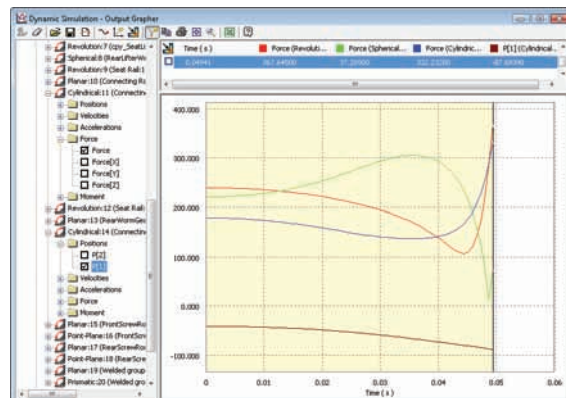 Dynamic Simulation - Output Grapher
Revolution:7 (cpy_SeatLi
Spherical:8 (RearLifterW
Revolution:9 (Seat Rail:1
Planar:10 (Connecting Ro
Cylindrical:11 (Connectin
Positions
Velocities
Accelerations
Force
Force
Force[X]
Force[Y]
Force[Z]
Moment
Revolution:12 (Seat Rail:
Planar:13 (RearWormGea
Cylindrical:14 (Connectin
Positions
P[2]
P[1]
Velocities
Accelerations
Force
Moment
Planar:15 (FrontScrewRo
Point-Plane:16 (FrontScr
Planar:17 (RearScrewRo
Point-Plane:18 (RearScre
Planar:19 (Welded group
Prismatic:20 (Welded gro
Time ( s ) Force (Revoluti... Force (Spherical... Force (Cylindric... P[1] (Cylindrical...
400.000
300.000
200.000
100.000
0.000
-100.000
0 0.01 0.02 0.03 0.04 0.05 0.06
Time ( s )